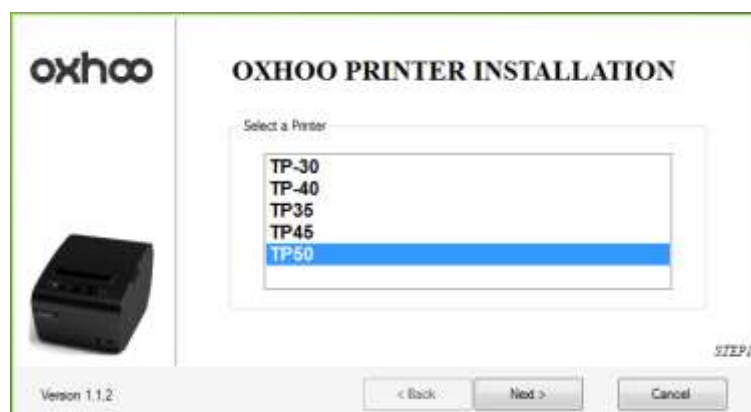 oxhoo
OXHOO PRINTER INSTALLATION
Select a Printer
TP-30
TP-40
TP35
TP45
TP50
STEP1
Version 1.1.2
< Back
Next >
Cancel